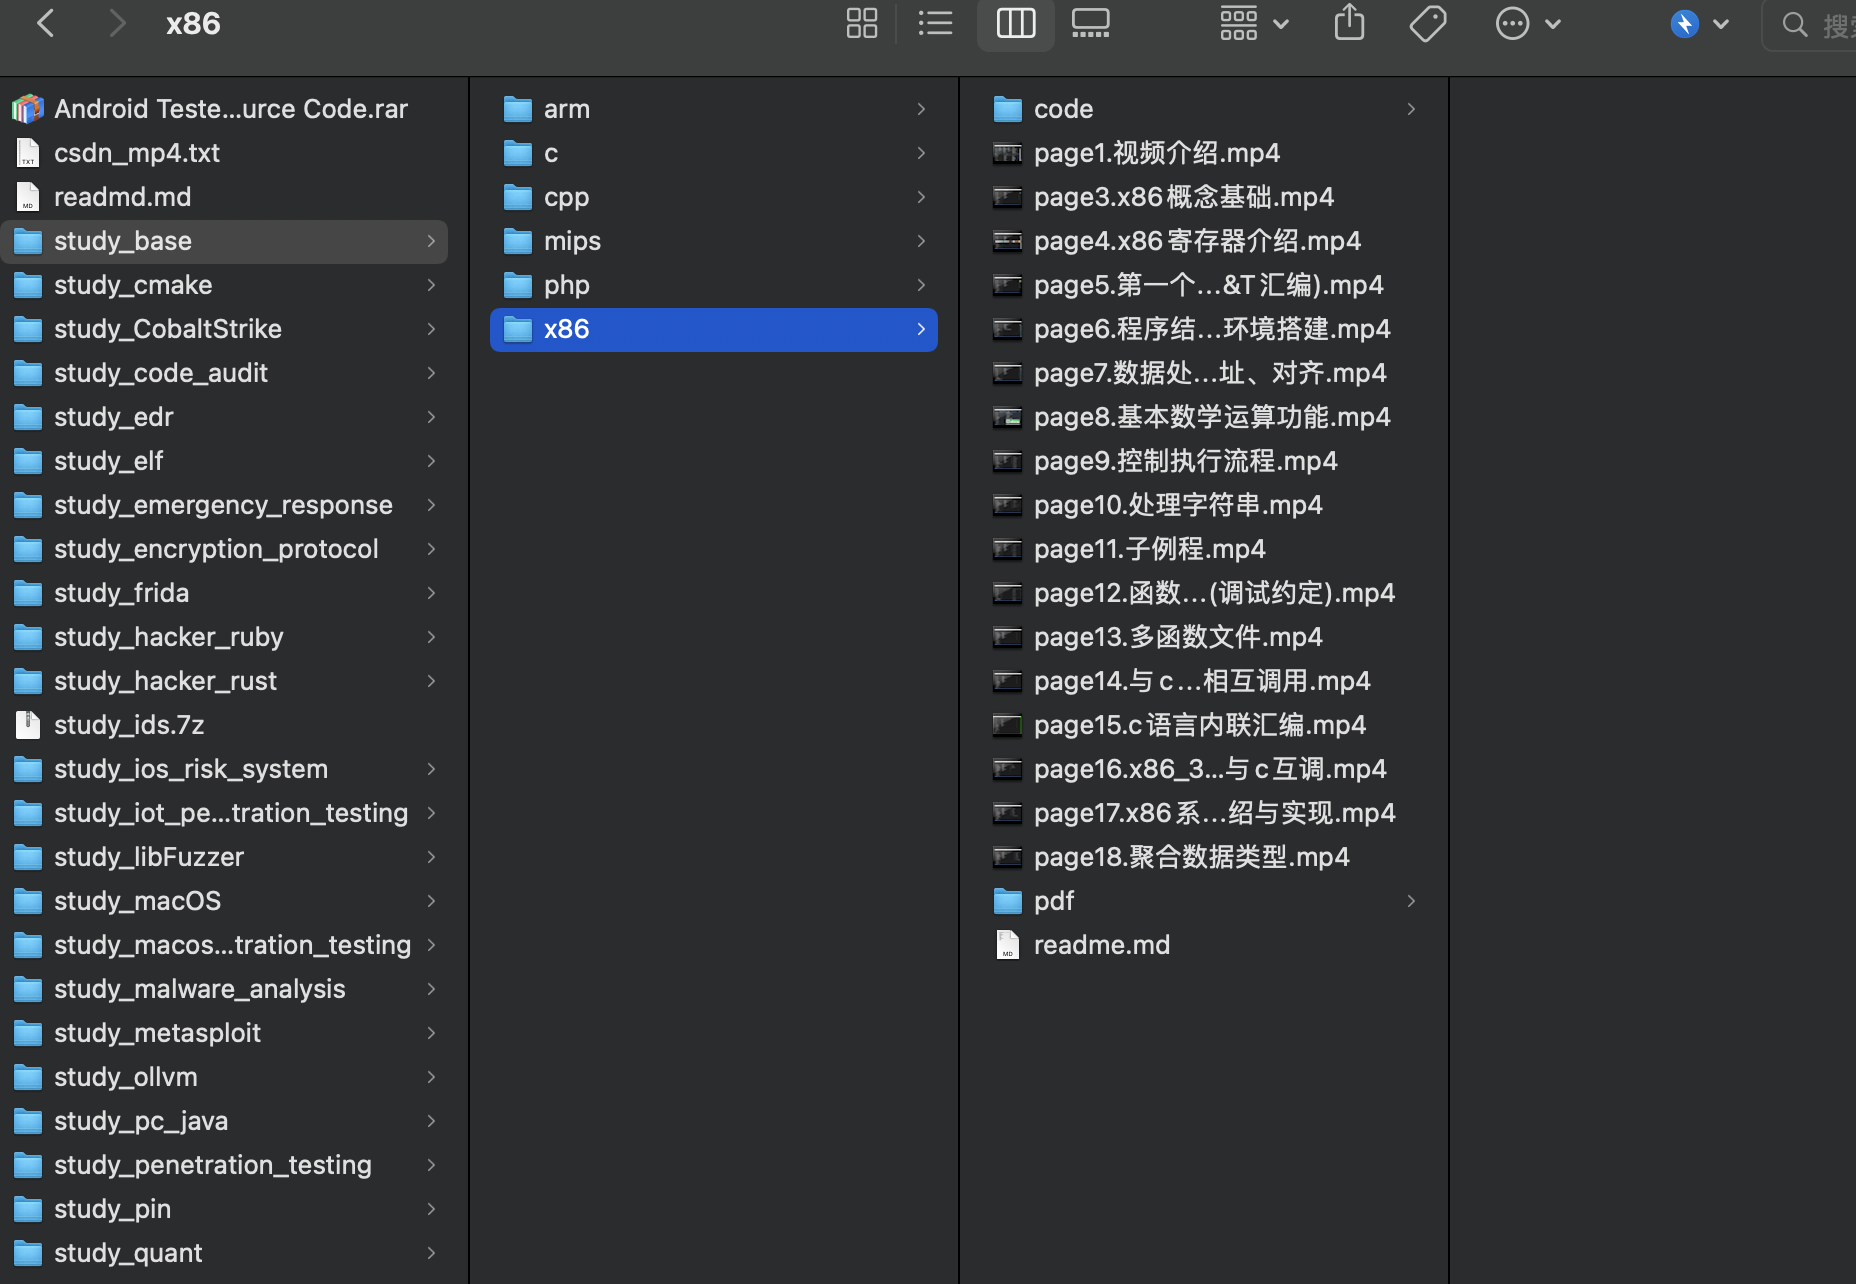 x86
搜
Android Teste...urce Code.rar
csdn_mp4.txt
readmd.md
study_base
study_cmake
study_CobaltStrike
study_code_audit
study_edr
study_elf
study_emergency_response
study_encryption_protocol
study_frida
study_hacker_ruby
study_hacker_rust
study_ids.7z
study_ios_risk_system
study_iot_pe...tration_testing
study_libFuzzer
study_macOS
study_macos...tration_testing
study_malware_analysis
study_metasploit
study_ollvm
study_pc_java
study_penetration_testing
study_pin
study_quant
arm
c
cpp
mips
php
x86
code
page1.视频介绍.mp4
page3.x86概念基础.mp4
page4.x86寄存器介绍.mp4
page5.第一个...&T汇编).mp4
page6.程序结...环境搭建.mp4
page7.数据处...址、对齐.mp4
page8.基本数学运算功能.mp4
page9.控制执行流程.mp4
page10.处理字符串.mp4
page11.子例程.mp4
page12.函数...(调试约定).mp4
page13.多函数文件.mp4
page14.与c...相互调用.mp4
page15.c语言内联汇编.mp4
page16.x86_3...与c互调.mp4
page17.x86系...绍与实现.mp4
page18.聚合数据类型.mp4
pdf
readme.md